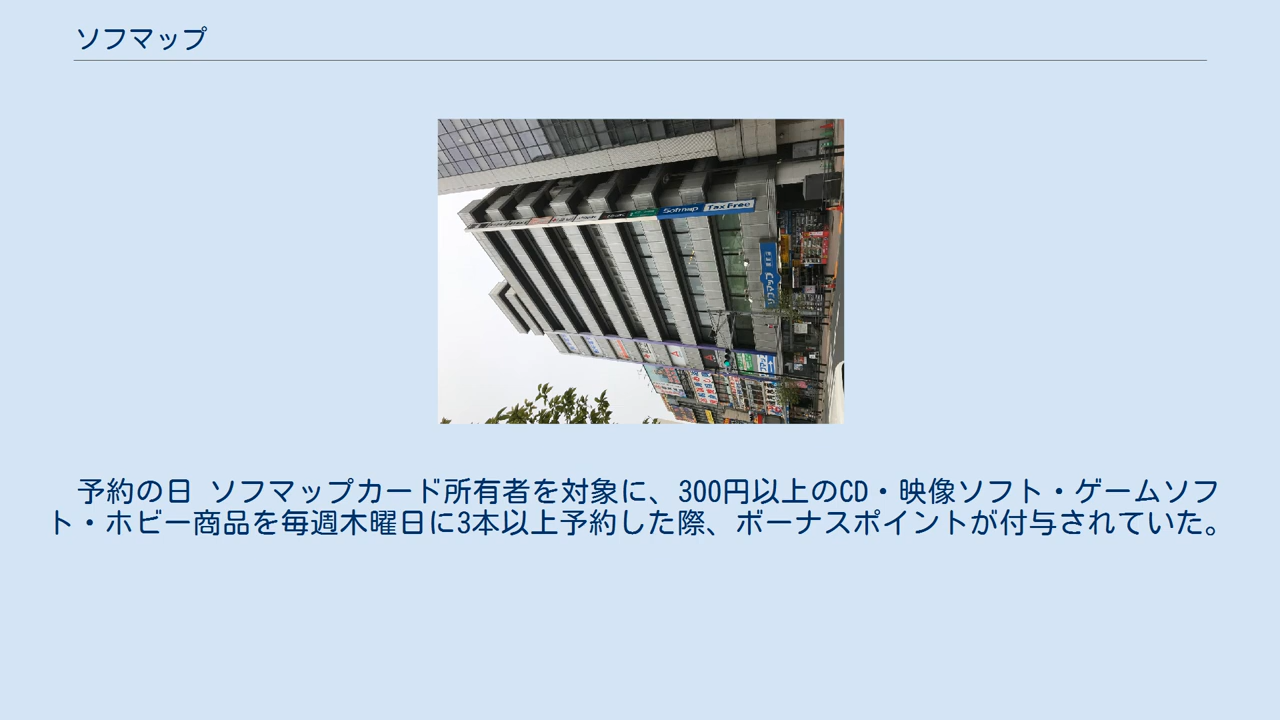 ソフマップ
Sofmap
Tax Free
予約の日 ソフマップカード所有者を対象に、300円以上のCD・映像ソフト・ゲームソフ
ト・ホビー商品を毎週木曜日に3本以上予約した際、ボーナスポイントが付与されていた。